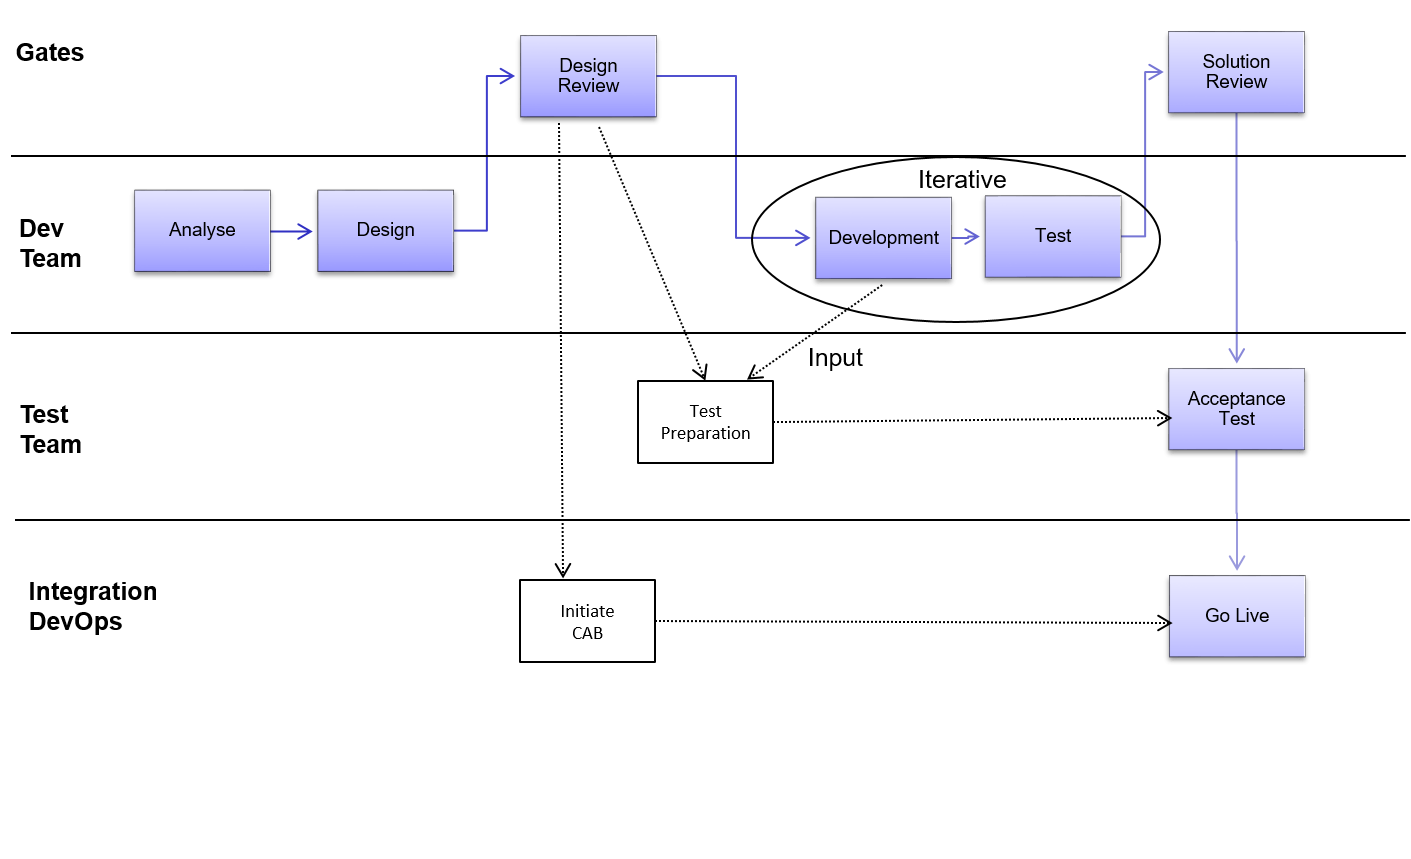 Gates
Design
Review
Solution
Review
Dev
Team
Analyse
Design
Iterative
Development
Test
Input
Test
Team
Test
Preparation
Acceptance
Test
Integration
DevOps
Initiate
CAB
Go Live